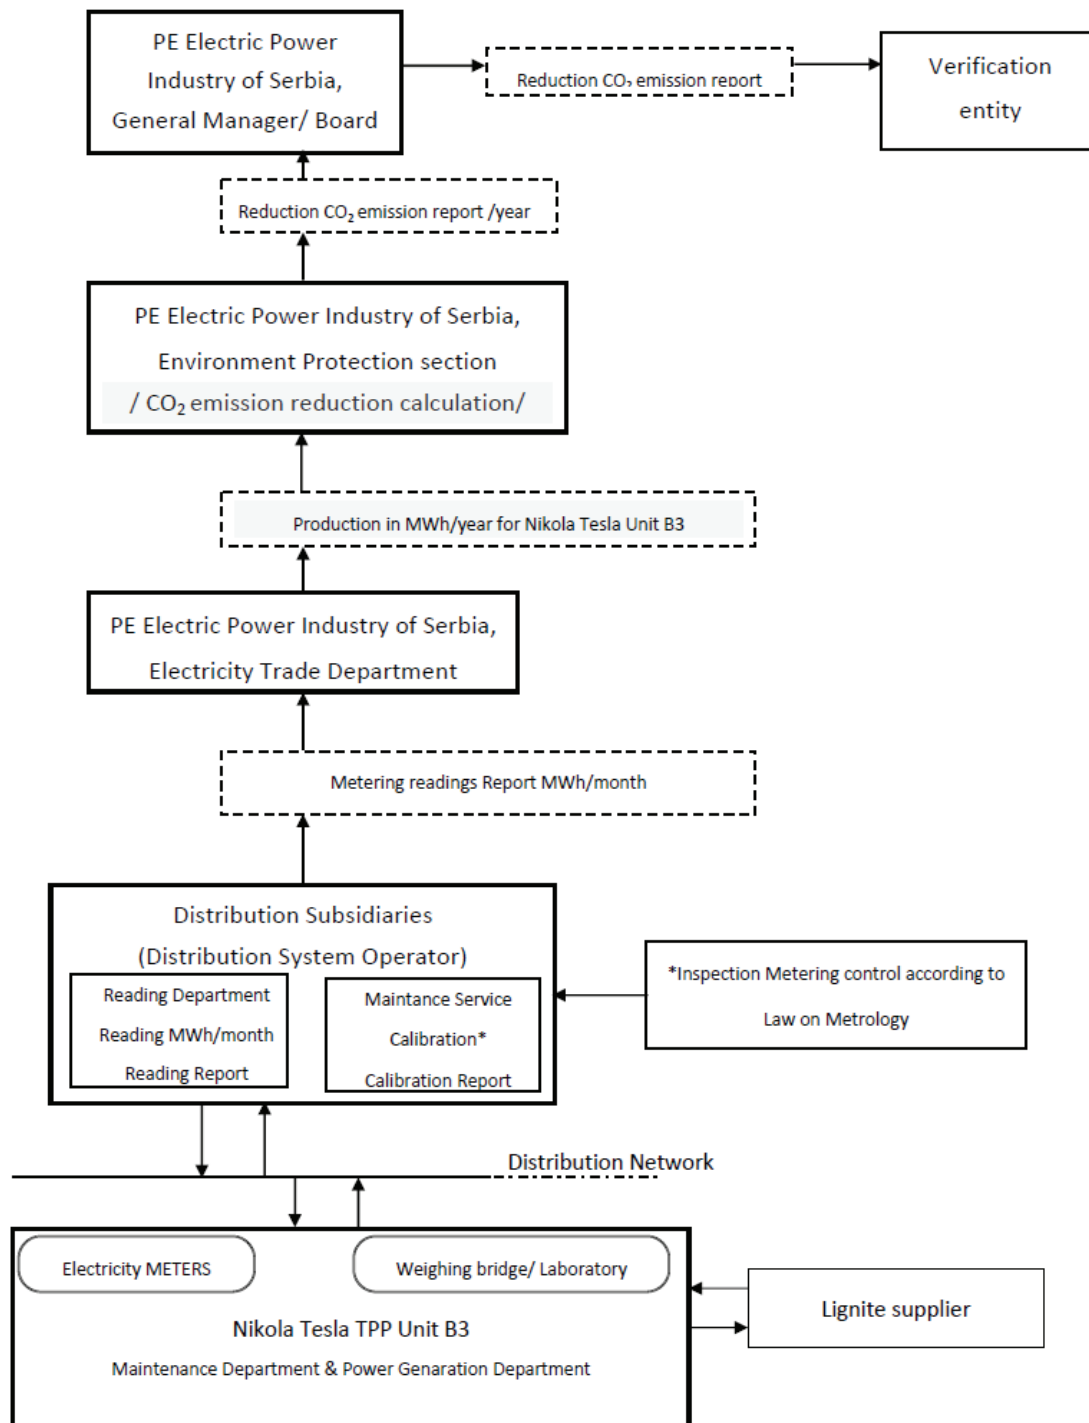 PE Electric Power
Industry of Serbia,
General Manager/ Board
Reduction CO₂ emission report
Verification
entity
Reduction CO₂ emission report /year
PE Electric Power Industry of Serbia,
Environment Protection section
/ CO₂ emission reduction calculation/
Production in MWh/year for Nikola Tesla Unit B3
PE Electric Power Industry of Serbia,
Electricity Trade Department
Metering readings Report MWh/month
Distribution Subsidiaries
(Distribution System Operator)
Reading Department
Reading MWh/month
Reading Report
Maintance Service
Calibration*
Calibration Report
*Inspection Metering control according to
Law on Metrology
Distribution Network
Electricity METERS
Weighing bridge/ Laboratory
Nikola Tesla TPP Unit B3
Maintenance Department & Power Genaration Department
Lignite supplier